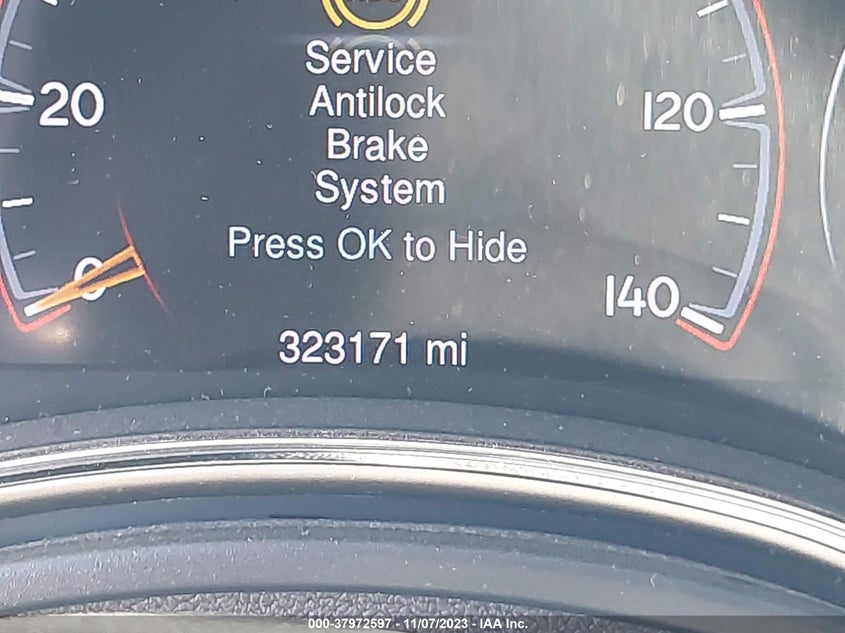 Service
Antilock
20 120
Brake
System
Press OK to Hide
0 140
323171 mi
000-37972597 - 11/07/2023 - IAA Inc.